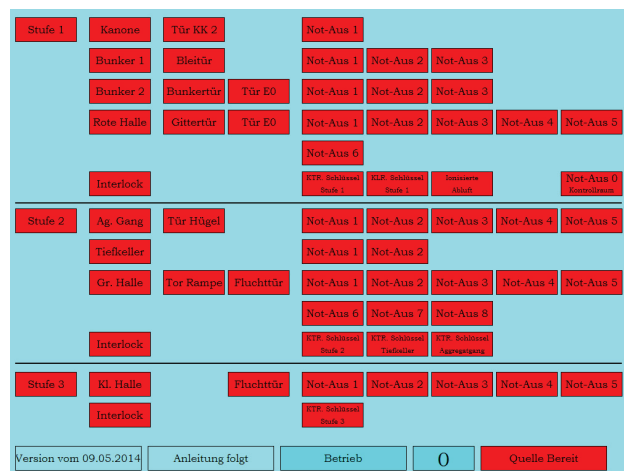 Stufe 1 Kanone Tür KK 2 Not-Aus 1
Bunker 1 Bleitür Not-Aus 1 Not-Aus 2 Not-Aus 3
Bunker 2 Bunkertür Tür E0 Not-Aus 1 Not-Aus 2 Not-Aus 3
Rote Halle Gittertür Tür E0 Not-Aus 1 Not-Aus 2 Not-Aus 3 Not-Aus 4 Not-Aus 5
Not-Aus 6
Interlock KTR. Schlüssel KLR. Schlüssel Ionisierte Not-Aus 0
Stufe 1 Stufe 1 Abluft Kontrollraum
Stufe 2 Ag. Gang Tür Hügel Not-Aus 1 Not-Aus 2 Not-Aus 3 Not-Aus 4 Not-Aus 5
Tiefkeller Not-Aus 1 Not-Aus 2
Gr. Halle Tor Rampe Fluchttür Not-Aus 1 Not-Aus 2 Not-Aus 3 Not-Aus 4 Not-Aus 5
Not-Aus 6 Not-Aus 7 Not-Aus 8
Interlock KTR. Schlüssel KTR. Schlüssel KTR. Schlüssel
Stufe 2 Tiefkeller Aggregatgang
Stufe 3 Kl. Halle Fluchttür Not-Aus 1 Not-Aus 2 Not-Aus 3 Not-Aus 4 Not-Aus 5
Interlock KTR. Schlüssel
Stufe 3
Version vom 09.05.2014 Anleitung folgt Betrieb 0 Quelle Bereit